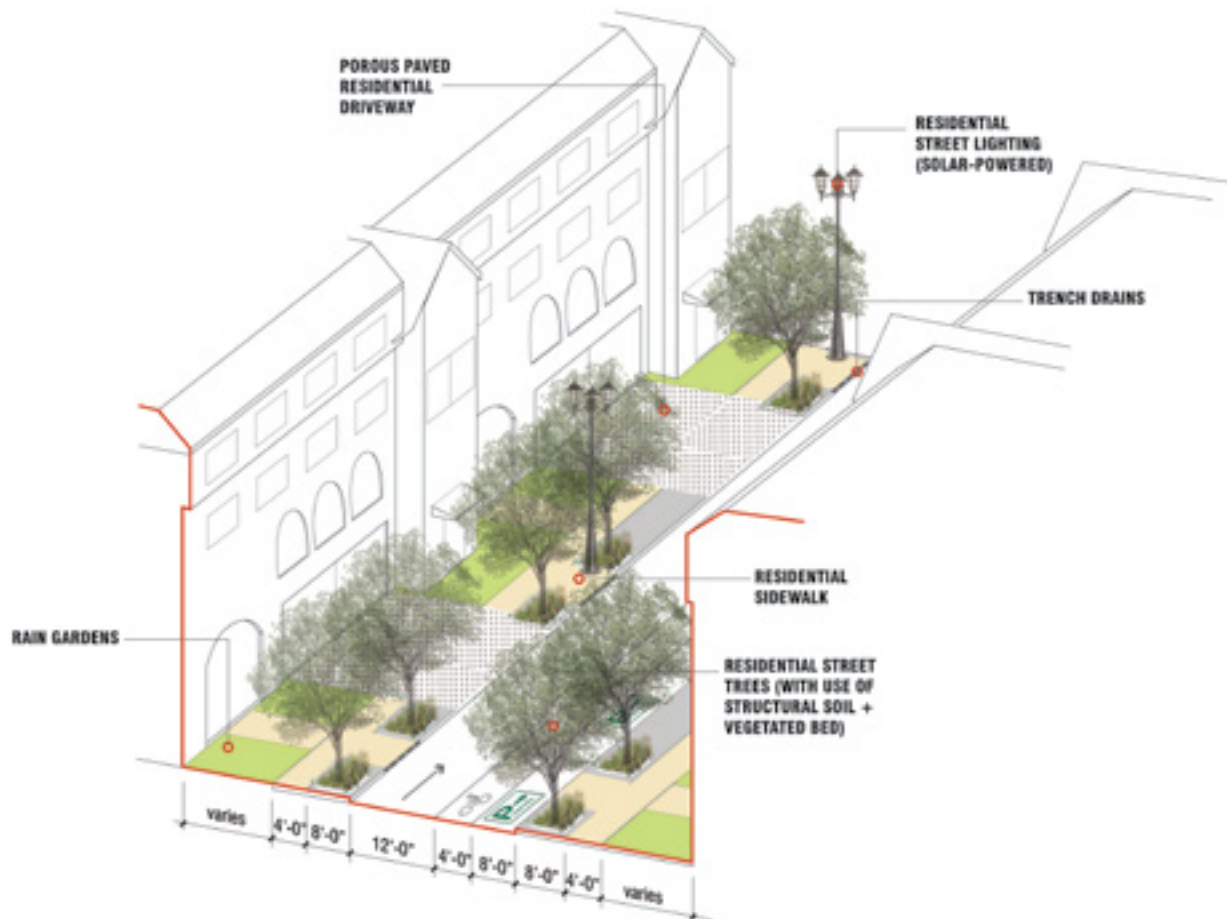 POROUS PAVED
RESIDENTIAL
DRIVEWAY
RESIDENTIAL
STREET LIGHTING
(SOLAR-POWERED)
TRENCH DRAINS
RESIDENTIAL
SIDEWALK
RAIN GARDENS
RESIDENTIAL STREET
TREES (WITH USE OF
STRUCTURAL SOIL +
VEGETATED BED)
P
varies 4'-0" 8'-0" 12'-0" 4'-0" 8'-0" 8'-0" 4'-0" varies